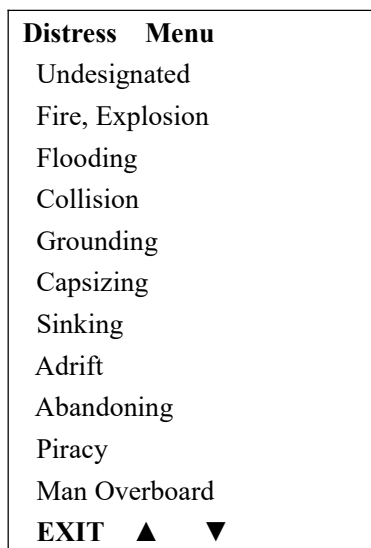 Distress Menu
Undesignated
Fire, Explosion
Flooding
Collision
Grounding
Capsizing
Sinking
Adrift
Abandoning
Piracy
Man Overboard
EXIT ▲ ▼